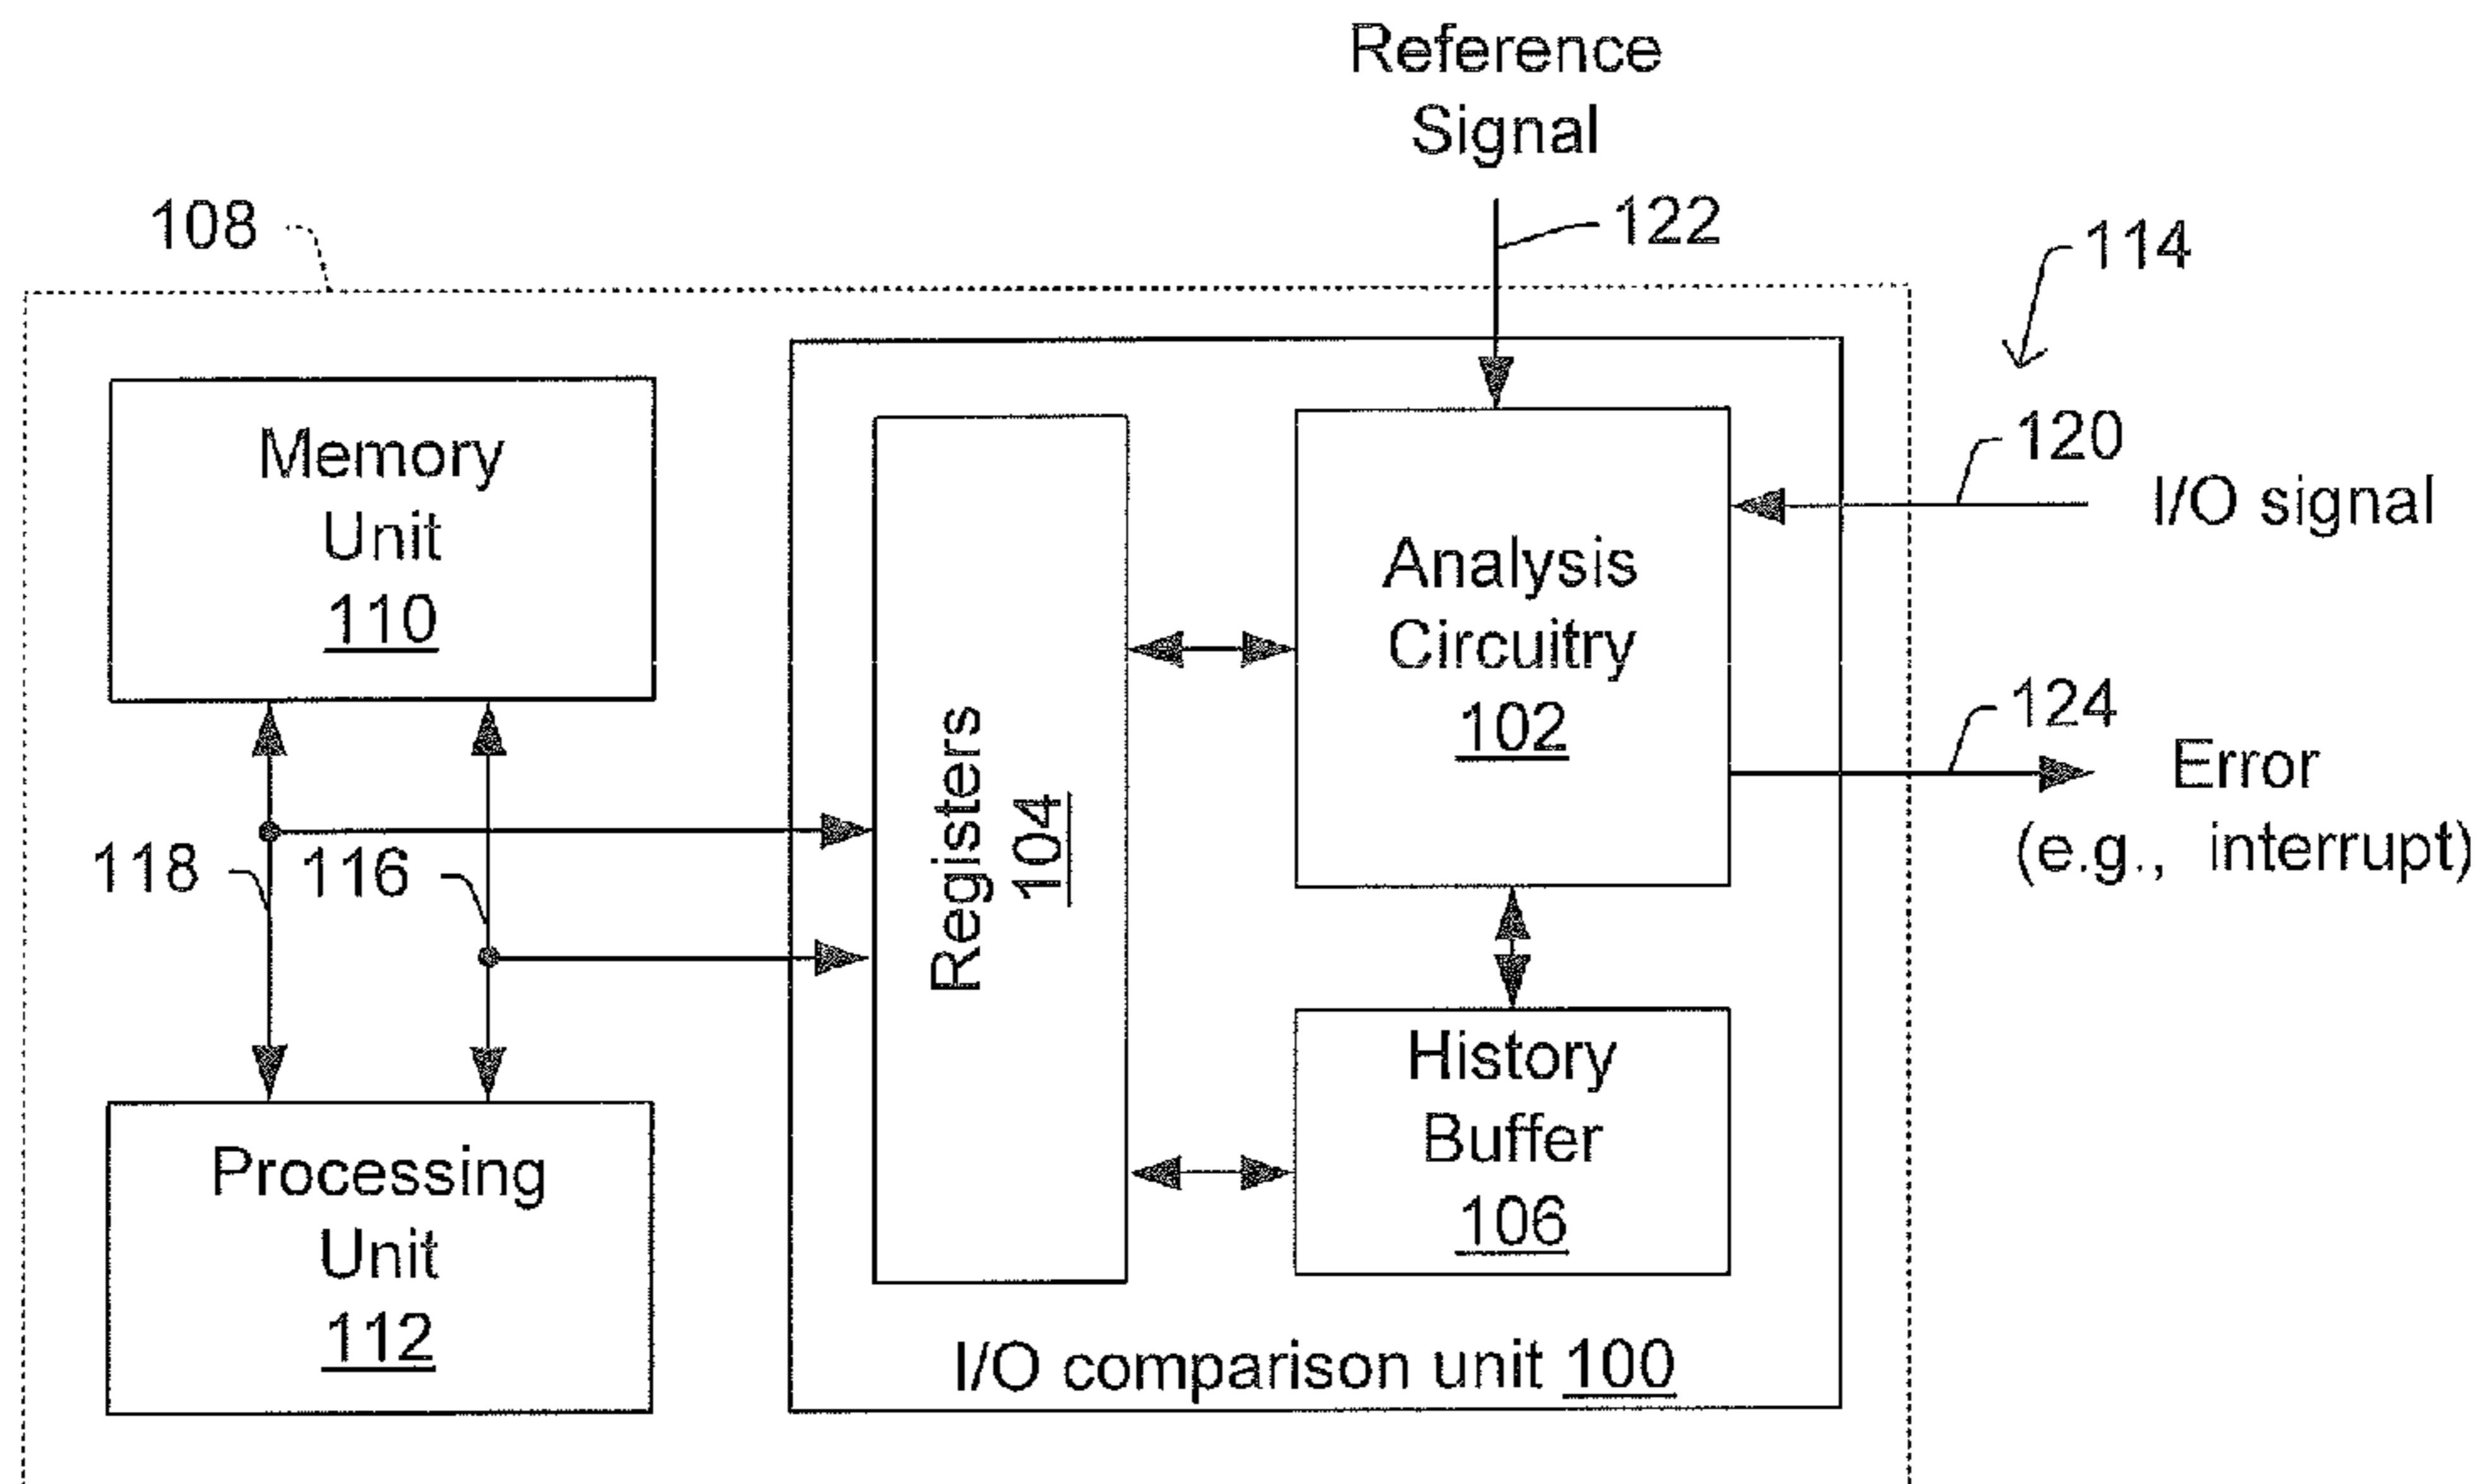 Reference
Signal
108
122
114
Memory
Unit
110
120
I/O signal
Analysis
Circuitry
102
124
Error
(e.g., interrupt)
Registers
104
118
116
History
Buffer
106
Processing
Unit
112
I/O comparison unit 100